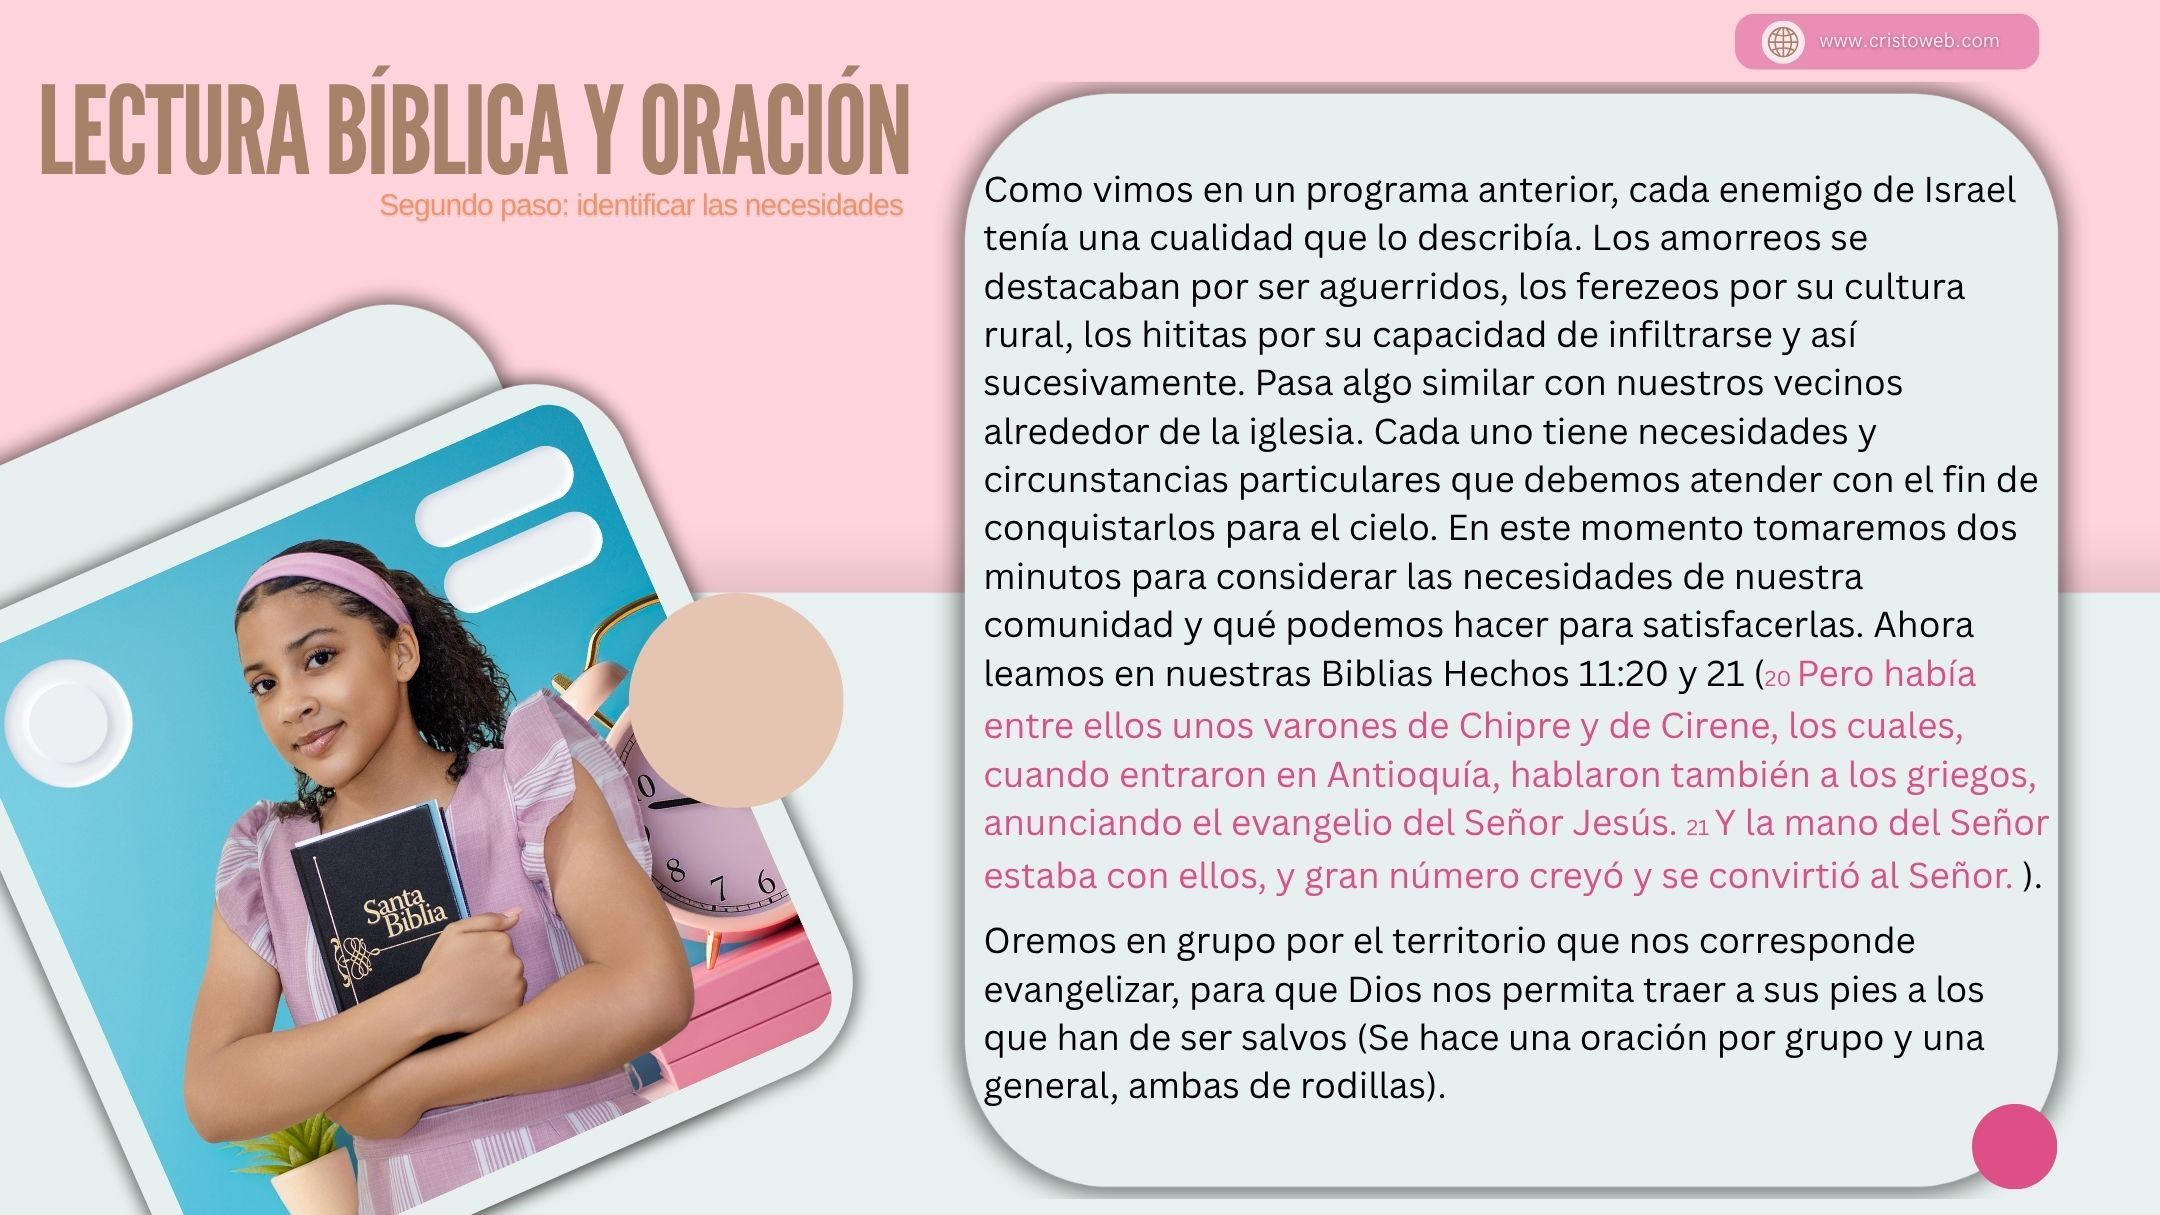 www.cristoweb.com
LECTURA BÍBLICA Y ORACIÓN
Segundo paso: identificar las necesidades
Como vimos en un programa anterior, cada enemigo de Israel
tenía una cualidad que lo describía. Los amorreos se
destacaban por ser aguerridos, los ferezeos por su cultura
rural, los hititas por su capacidad de infiltrarse y así
sucesivamente. Pasa algo similar con nuestros vecinos
alrededor de la iglesia. Cada uno tiene necesidades y
circunstancias particulares que debemos atender con el fin de
conquistarlos para el cielo. En este momento tomaremos dos
minutos para considerar las necesidades de nuestra
comunidad y qué podemos hacer para satisfacerlas. Ahora
leamos en nuestras Biblias Hechos 11:20 y 21 (20 Pero había
entre ellos unos varones de Chipre y de Cirene, los cuales,
cuando entraron en Antioquía, hablaron también a los griegos,
anunciando el evangelio del Señor Jesús. 21 Y la mano del Señor
estaba con ellos, y gran número creyó y se convirtió al Señor. ).
Oremos en grupo por el territorio que nos corresponde
evangelizar, para que Dios nos permita traer a sus pies a los
que han de ser salvos (Se hace una oración por grupo y una
general, ambas de rodillas).
Santa
Biblia
10
8
7
6